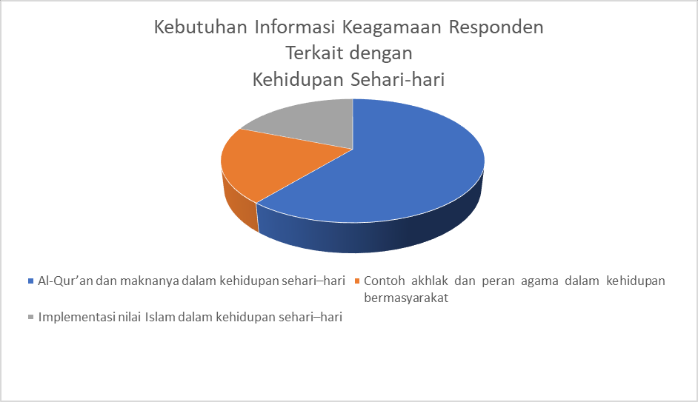 Kebutuhan Informasi Keagamaan Responden
Terkait dengan
Kehidupan Sehari-hari
Al-Qur’an dan maknanya dalam kehidupan sehari–hari
Contoh akhlak dan peran agama dalam kehidupan
bermasyarakat
Implementasi nilai Islam dalam kehidupan sehari–hari